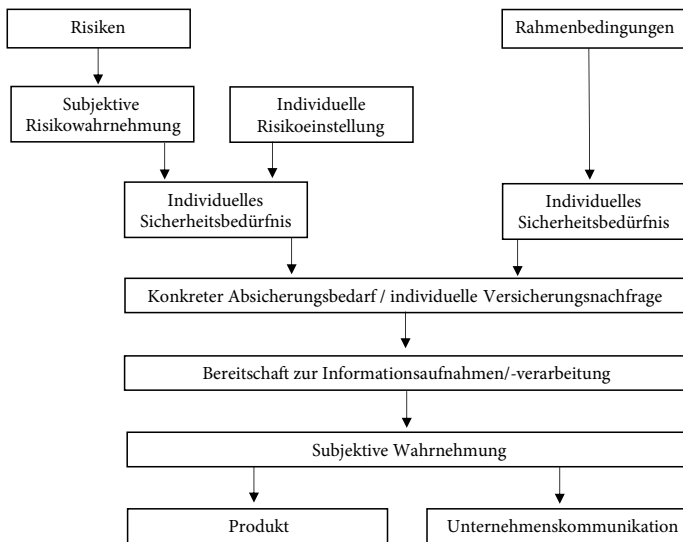 Risiken
Rahmenbedingungen
Subjektive
Risikowahrnehmung
Individuelle
Risikoeinstellung
Individuelles
Sicherheitsbedürfnis
Individuelles
Sicherheitsbedürfnis
Konkreter Absicherungsbedarf / individuelle Versicherungsnachfrage
Bereitschaft zur Informationsaufnahmen/-verarbeitung
Subjektive Wahrnehmung
Produkt
Unternehmenskommunikation